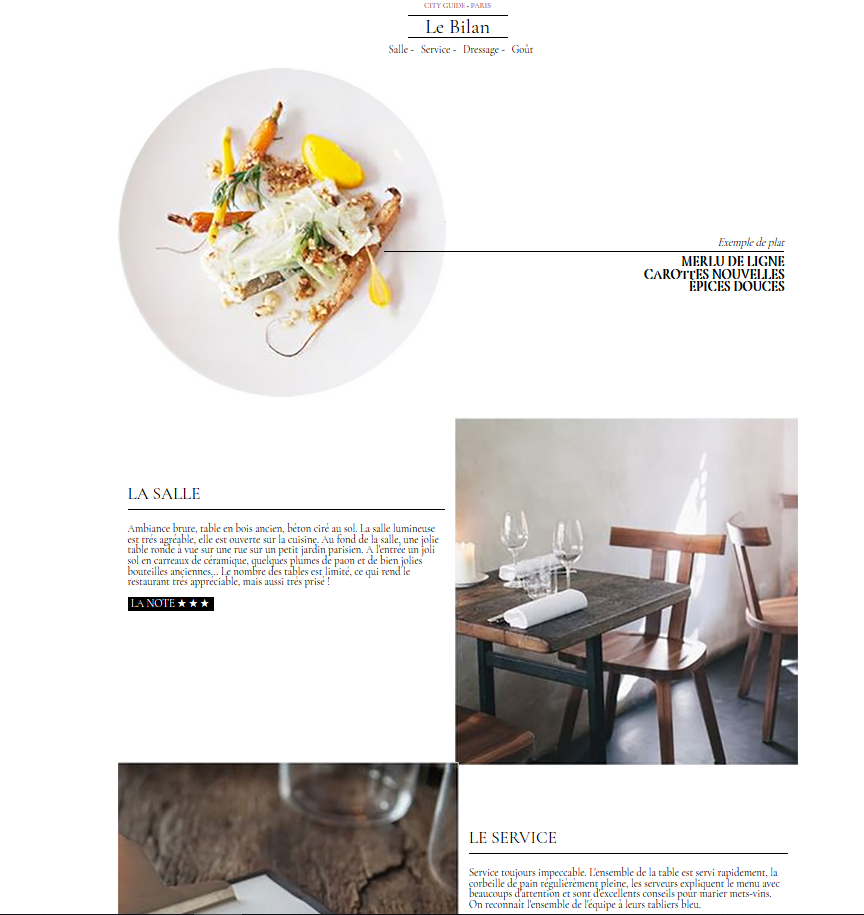 CITY GUIDE - PARIS
Le Bilan
Salle - Service - Dressage - Goût
Exemple de plat
MERLU DE LIGNE
CAROTTES NOUVELLES
ÉPICES DOUCES
LA SALLE
Ambiance brute, table en bois ancien, béton ciré au sol. La salle lumineuse
est trés agréable, elle est ouverte sur la cuisine. Au fond de la salle, une jolie
table ronde à vue sur une rue sur un petit jardin parisien. A l'entrée un joli
sol en carreaux de céramique, quelques plumes de paon et de bien jolies
bouteilles anciennes... Le nombre des tables est limité, ce qui rend le
restaurant trés appréciable, mais aussi trés prisé !
LA NOTE ★ ★ ★
LE SERVICE
Service toujours impeccable. L'ensemble de la table est servi rapidement, la
corbeille de pain régulièrement pleine, les serveurs expliquent le menu avec
beaucoups d'attention et sont d'excellents conseils pour marier mets-vins.
On reconnaît l'ensemble de l'équipe à leurs tabliers bleu.